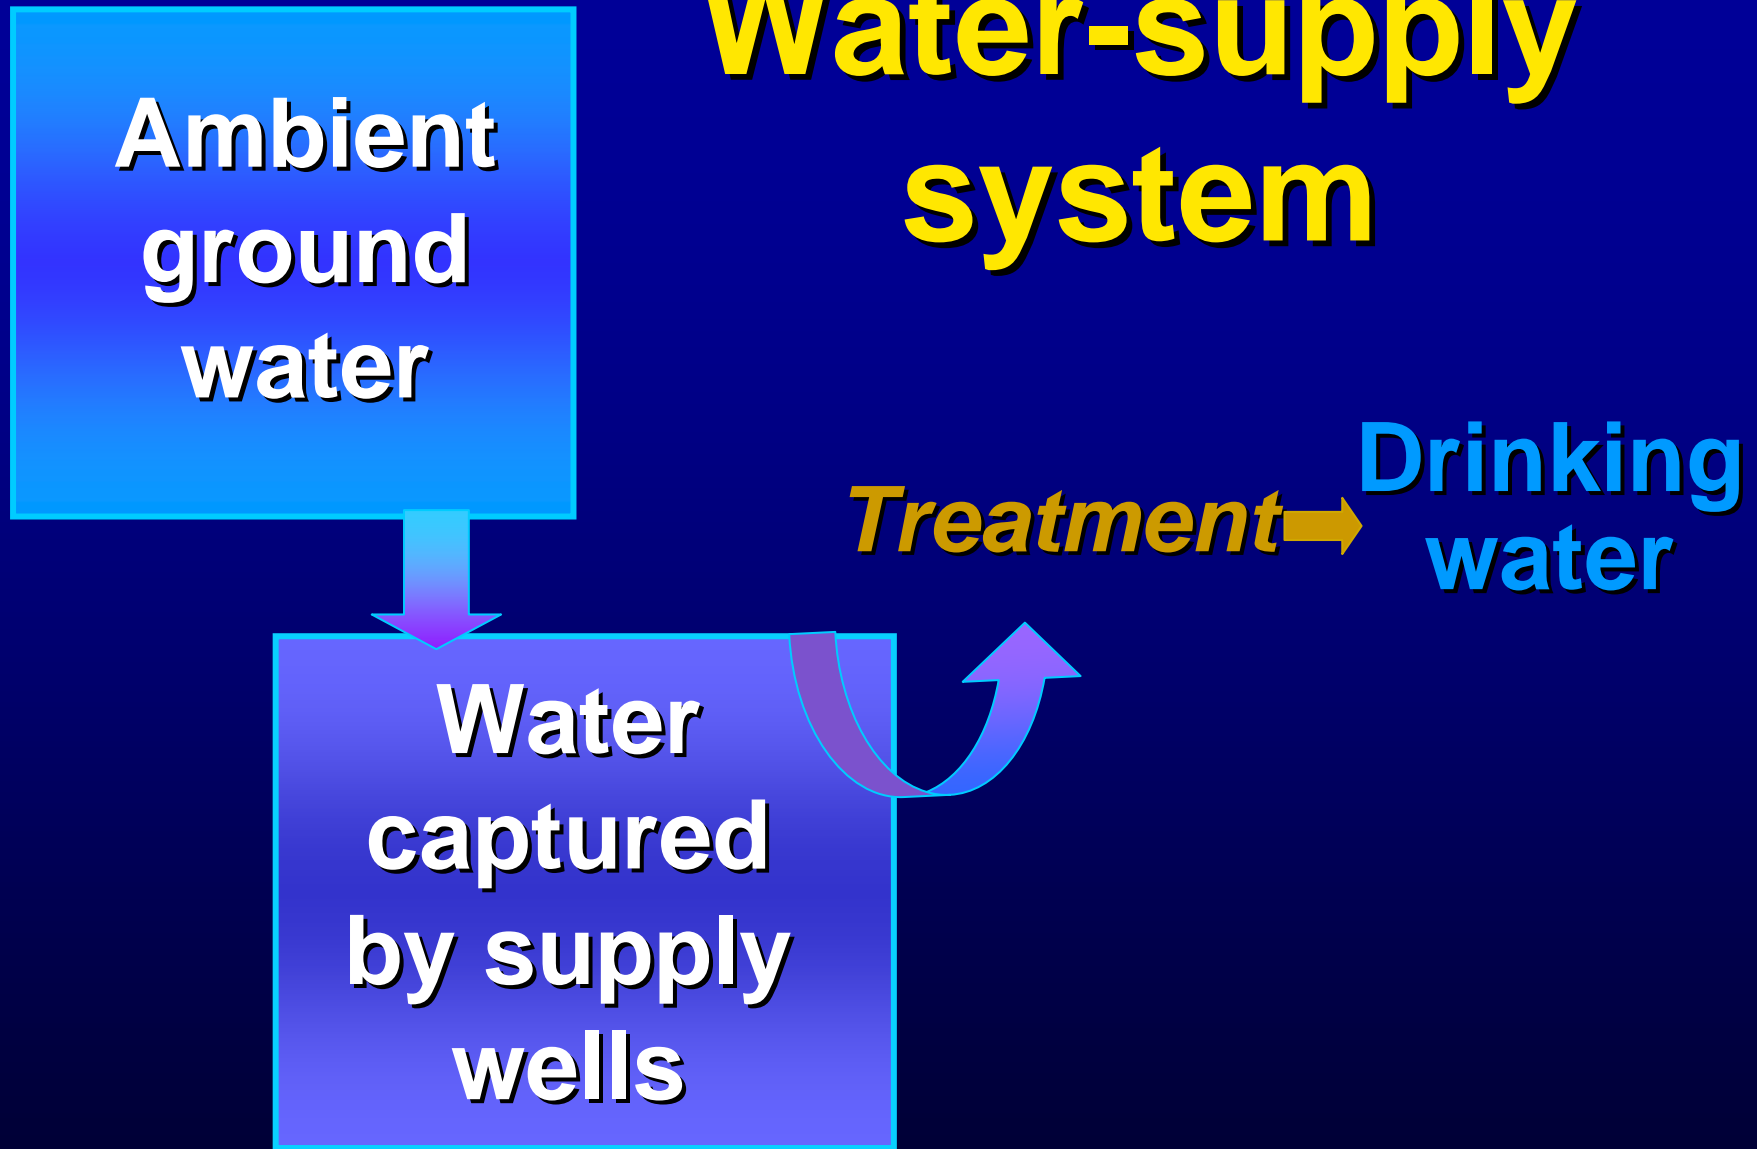 Water-supply
system
Ambient
ground
water
Treatment
Drinking
water
Water
captured
by supply
wells